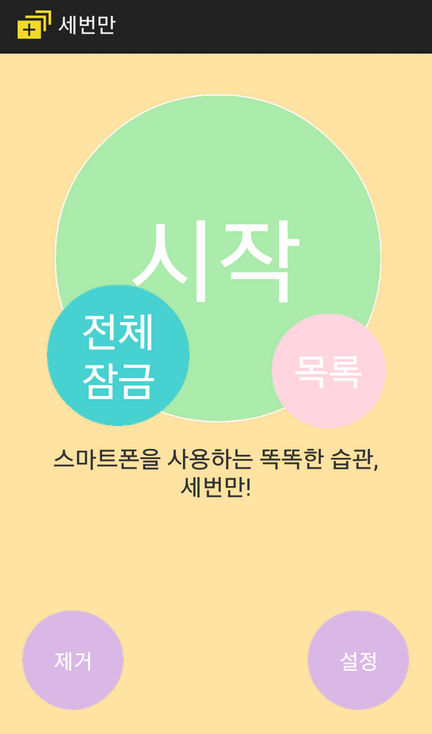 세번만
시작
전체
잠금
목록
스마트폰을 사용하는 똑똑한 습관,
세번만!
제거
설정